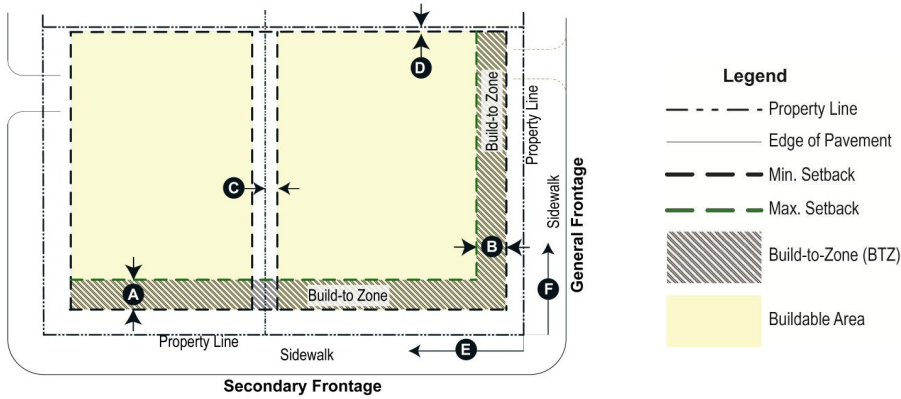 D
C
B
A
F
E
Build-to Zone
Property Line
Sidewalk
General Frontage
Build-to Zone
Property Line
Sidewalk
Secondary Frontage
Legend
Property Line
Edge of Pavement
Min. Setback
Max. Setback
Build-to-Zone (BTZ)
Buildable Area